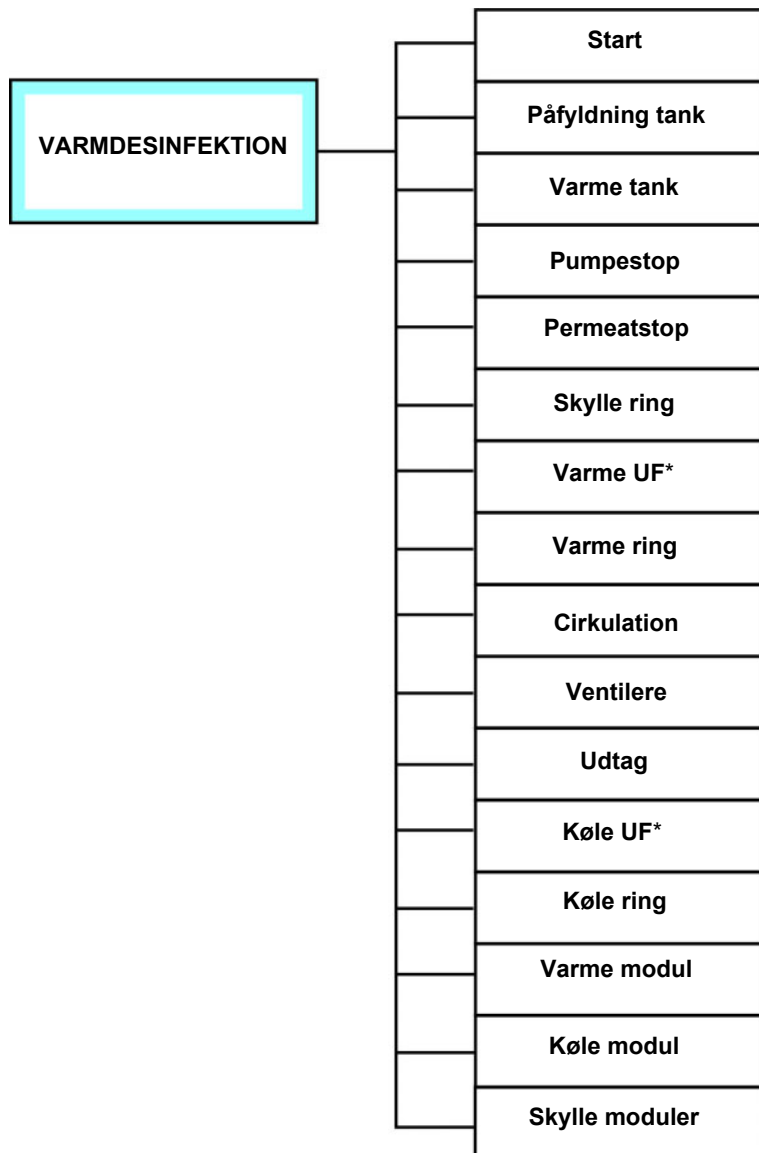 VARMDESINFEKTION
Start
Påfyldning tank
Varme tank
Pumpestop
Permeatstop
Skylle ring
Varme UF*
Varme ring
Cirkulation
Ventilere
Udtag
Køle UF*
Køle ring
Varme modul
Køle modul
Skylle moduler